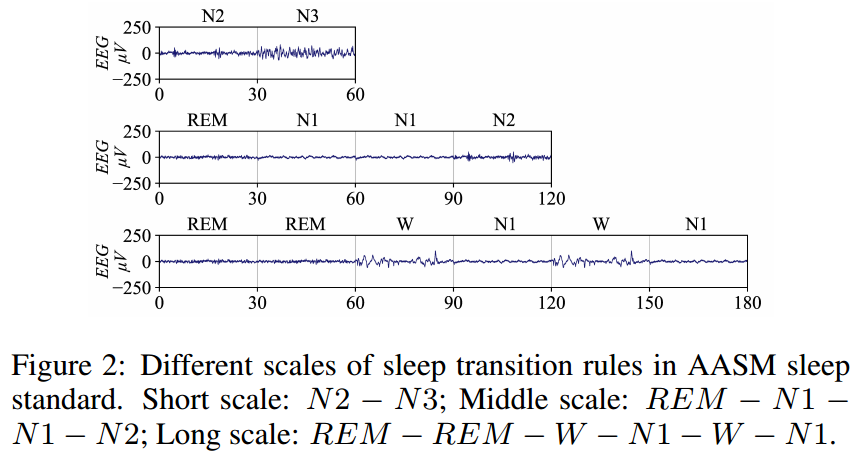 N2 N3
250
0
−250
EEG
μV
0 30 60
REM N1 N1 N2
250
0
−250
EEG
μV
0 30 60 90 120
REM REM W N1 W N1
250
0
−250
EEG
μV
0 30 60 90 120 150 180
Figure 2: Different scales of sleep transition rules in AASM sleep
standard. Short scale: N2 − N3; Middle scale: REM − N1 −
N1 − N2; Long scale: REM − REM − W − N1 − W − N1.